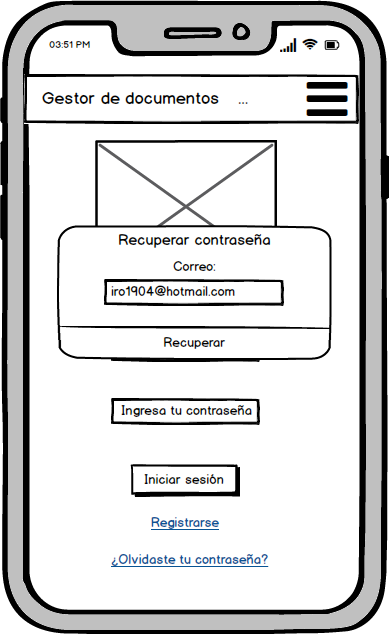 03:51 PM
Gestor de documentos ...
Recuperar contraseña
Correo:
iro1904@hotmail.com
Recuperar
Ingresa tu contraseña
Iniciar sesión
Registrarse
¿Olvidaste tu contraseña?